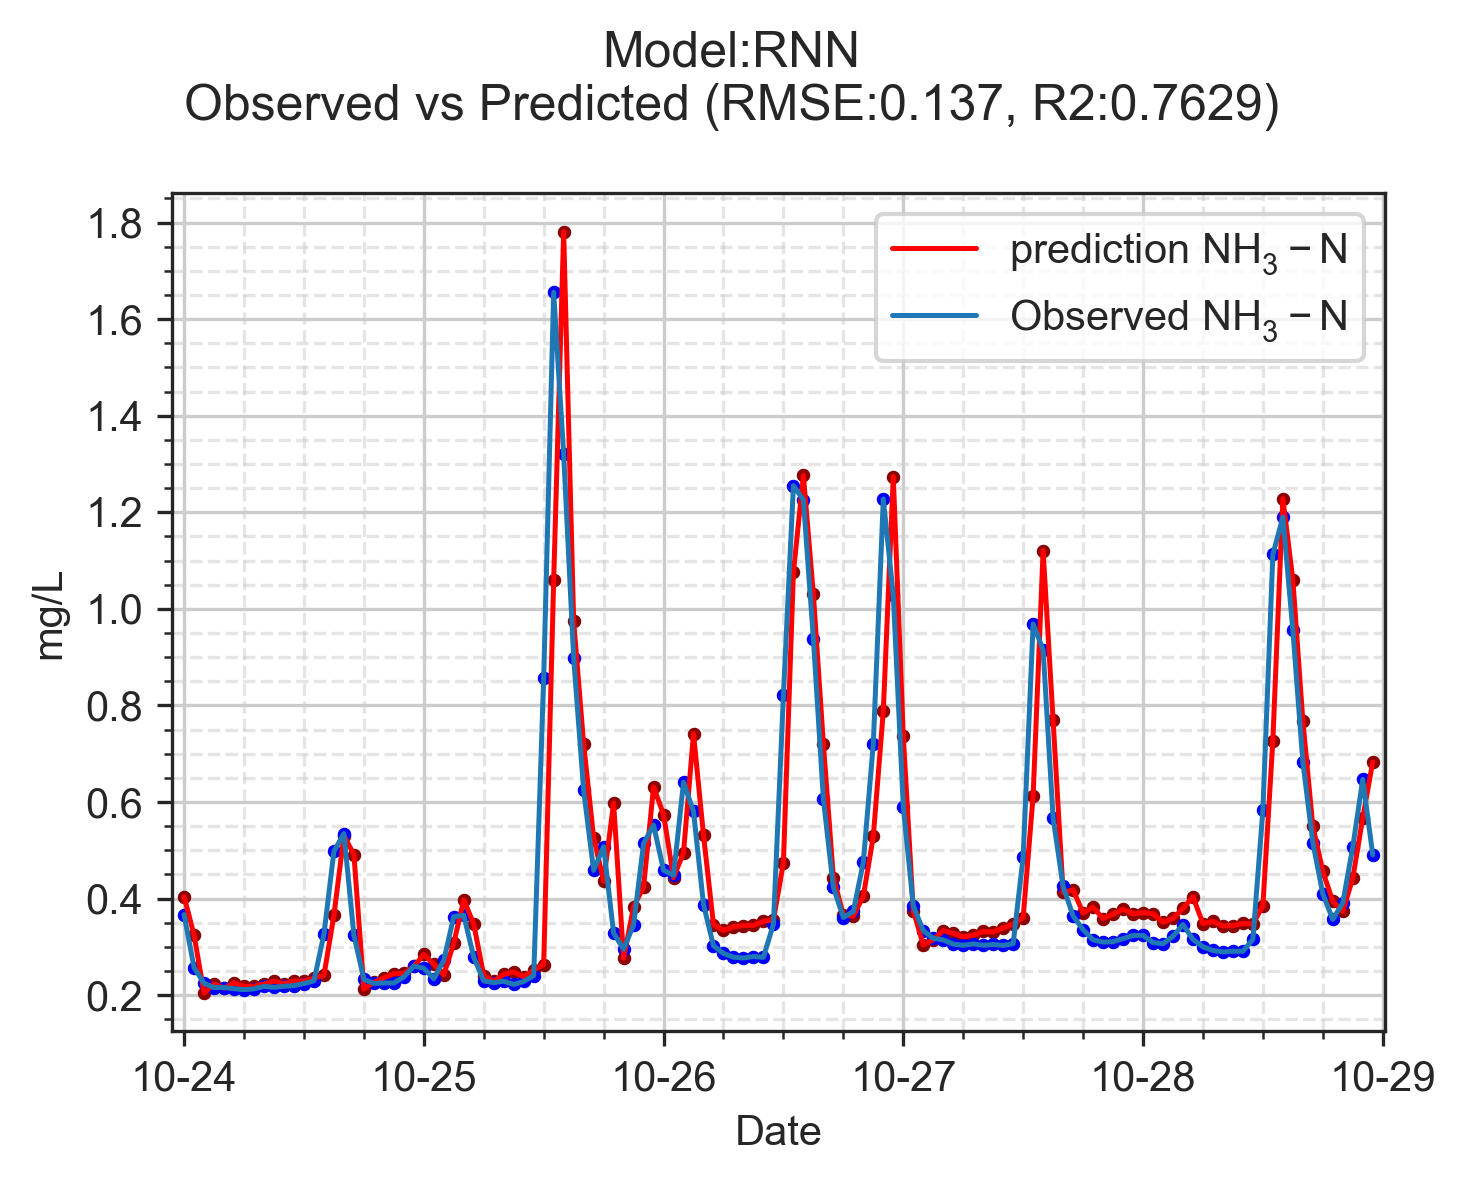 Model:RNN
Observed vs Predicted (RMSE:0.137, R2:0.7629)
prediction NH₃ − N
Observed NH₃ − N
mg/L
1.8
1.6
1.4
1.2
1.0
0.8
0.6
0.4
0.2
10-24 10-25 10-26 10-27 10-28 10-29
Date